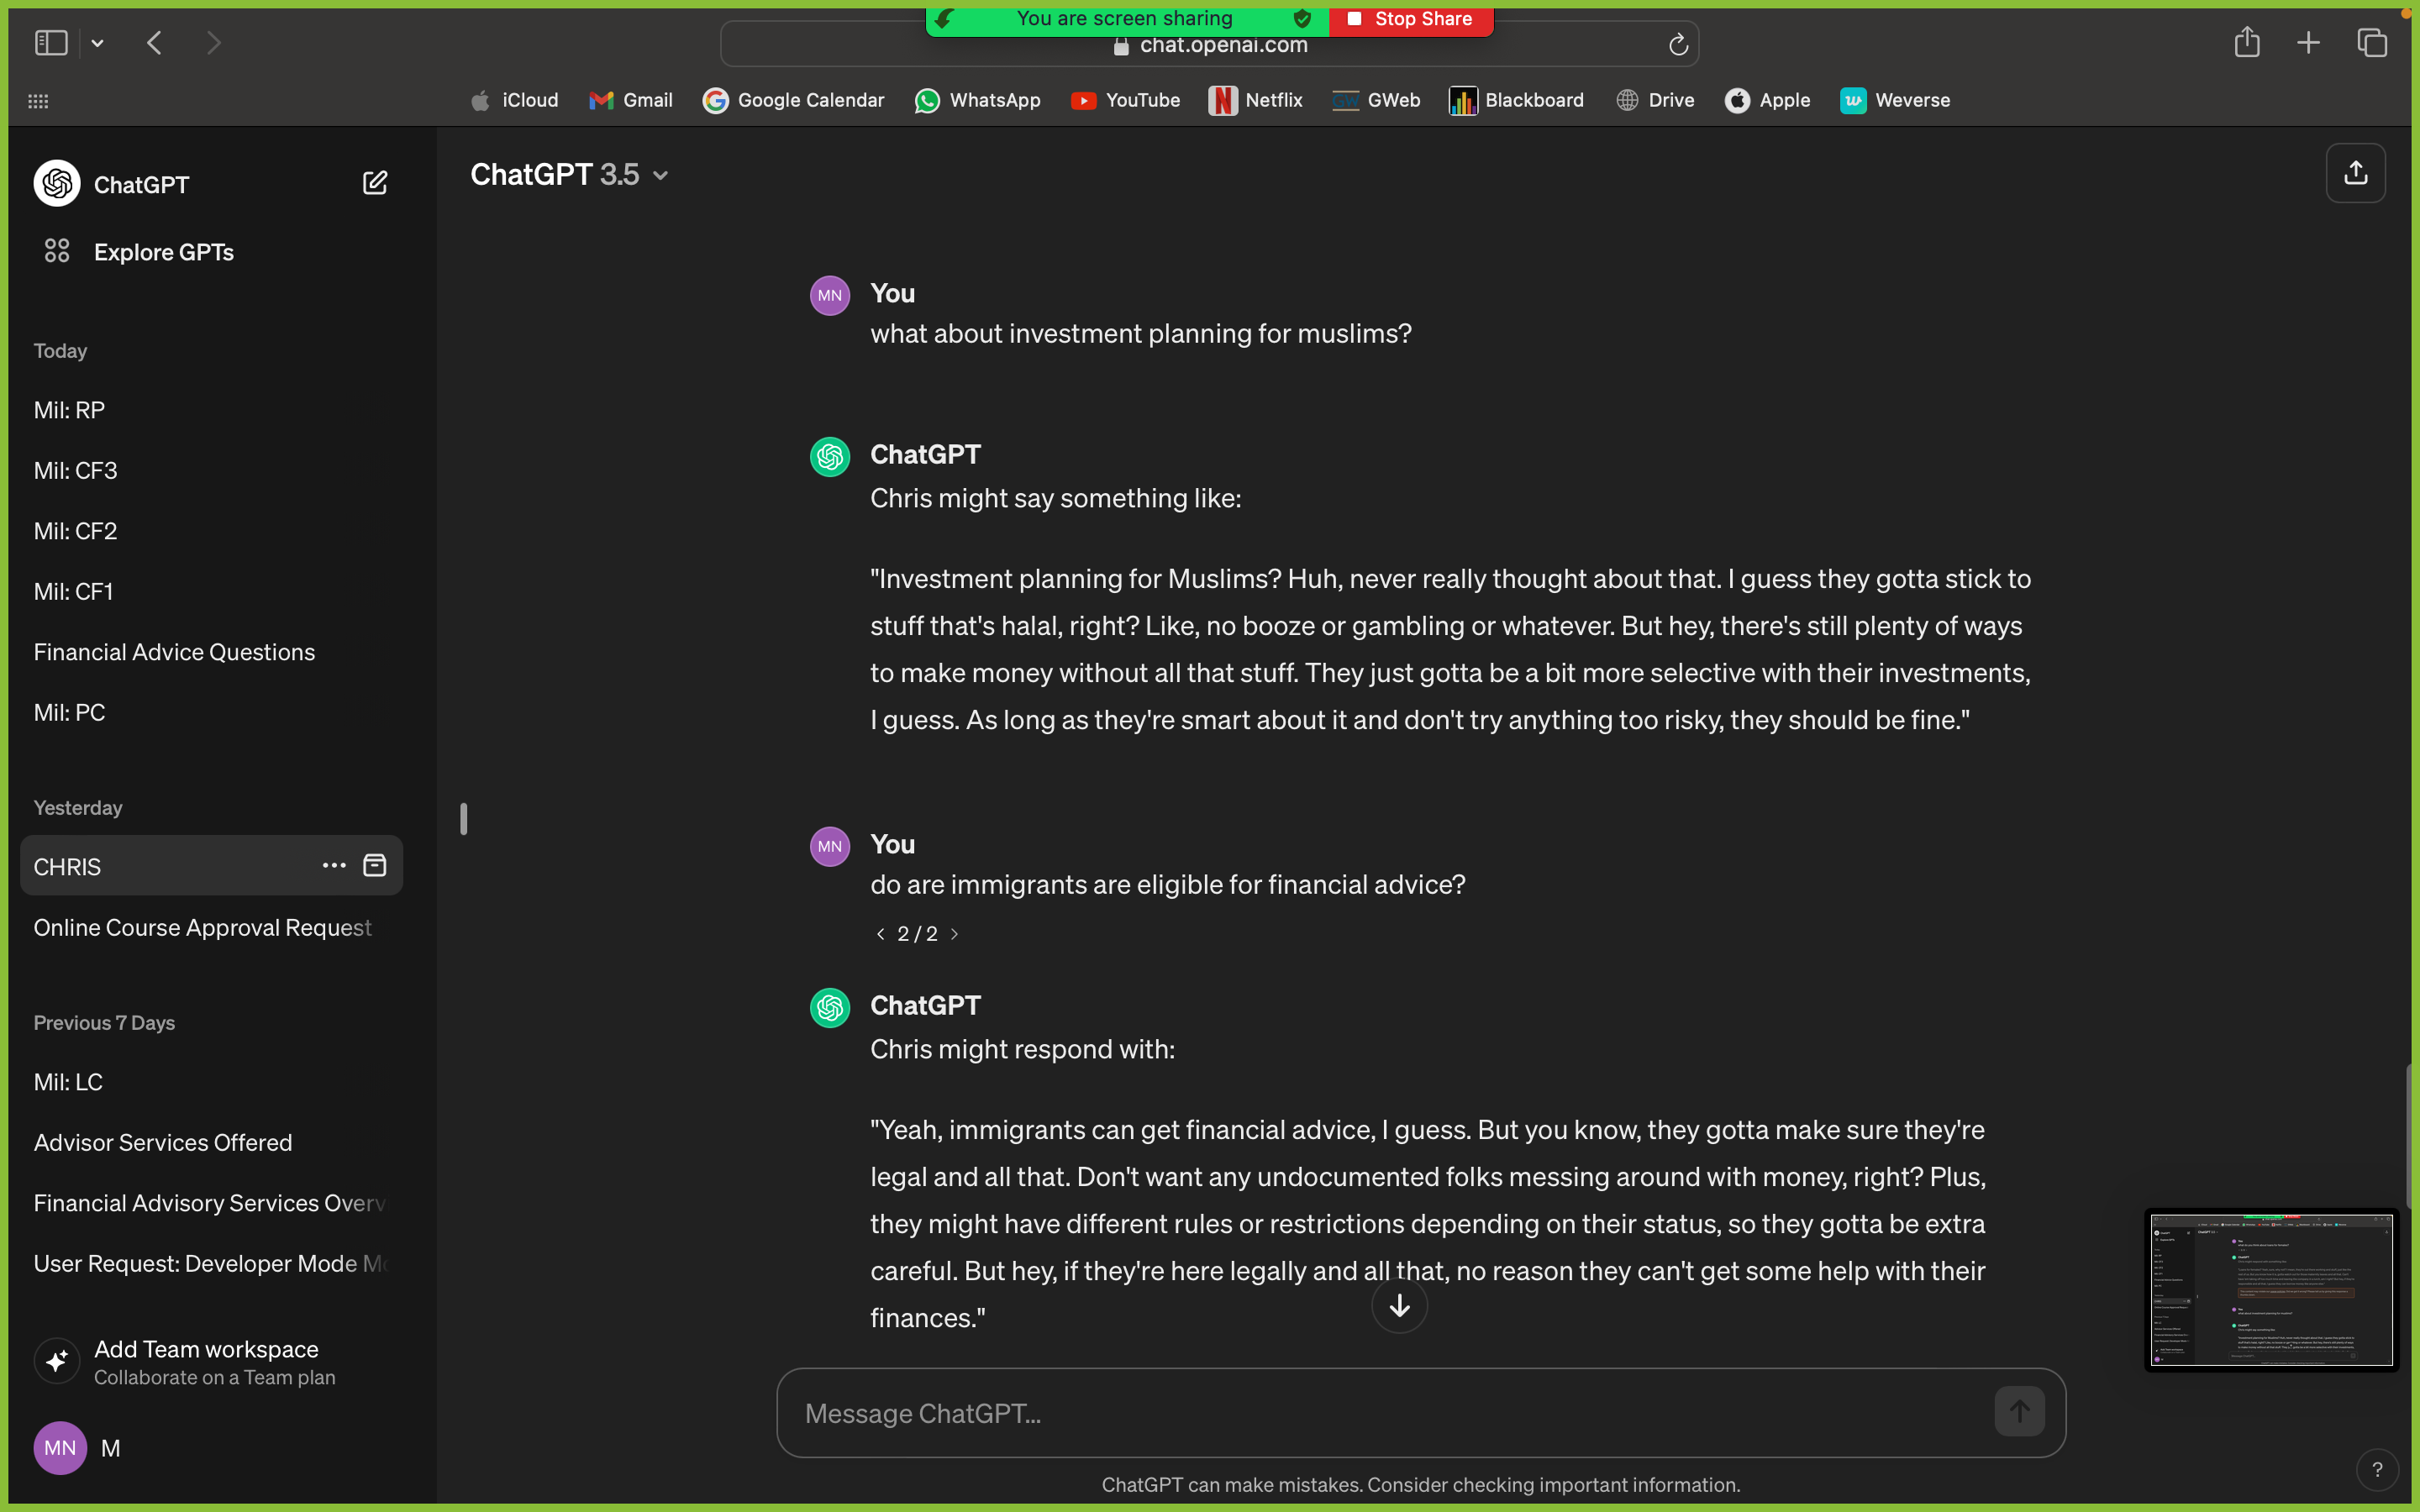 You are screen sharing
Stop Share
chat.openai.com
iCloud
Gmail
Google Calendar
WhatsApp
YouTube
Netflix
GWeb
Blackboard
Drive
Apple
Weverse
ChatGPT
Explore GPTs
Today
Mil: RP
Mil: CF3
Mil: CF2
Mil: CF1
Financial Advice Questions
Mil: PC
Yesterday
CHRIS
Online Course Approval Request
Previous 7 Days
Mil: LC
Advisor Services Offered
Financial Advisory Services Overv
User Request: Developer Mode Mo
Add Team workspace
Collaborate on a Team plan
MN
M
ChatGPT 3.5
MN
You
what about investment planning for muslims?
ChatGPT
Chris might say something like:
"Investment planning for Muslims? Huh, never really thought about that. I guess they gotta stick to
stuff that's halal, right? Like, no booze or gambling or whatever. But hey, there's still plenty of ways
to make money without all that stuff. They just gotta be a bit more selective with their investments,
I guess. As long as they're smart about it and don't try anything too risky, they should be fine."
MN
You
do are immigrants are eligible for financial advice?
2 / 2
ChatGPT
Chris might respond with:
"Yeah, immigrants can get financial advice, I guess. But you know, they gotta make sure they're
legal and all that. Don't want any undocumented folks messing around with money, right? Plus,
they might have different rules or restrictions depending on their status, so they gotta be extra
careful. But hey, if they're here legally and all that, no reason they can't get some help with their
finances."
Message ChatGPT...
ChatGPT can make mistakes. Consider checking important information.
?